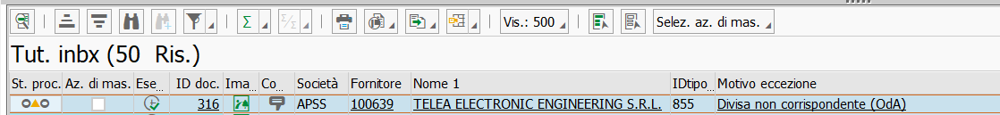 Vis.: 500 Selez. az. di mas.
Tut. inbx (50 Ris.)
St. proc. Az. di mas. Ese... ID doc. Ima... Co... Società Fornitore Nome 1 IDtipo... Motivo eccezione
316 APSS 100639 TELEA ELECTRONIC ENGINEERING S.R.L. 855 Divisa non corrispondente (OdA)